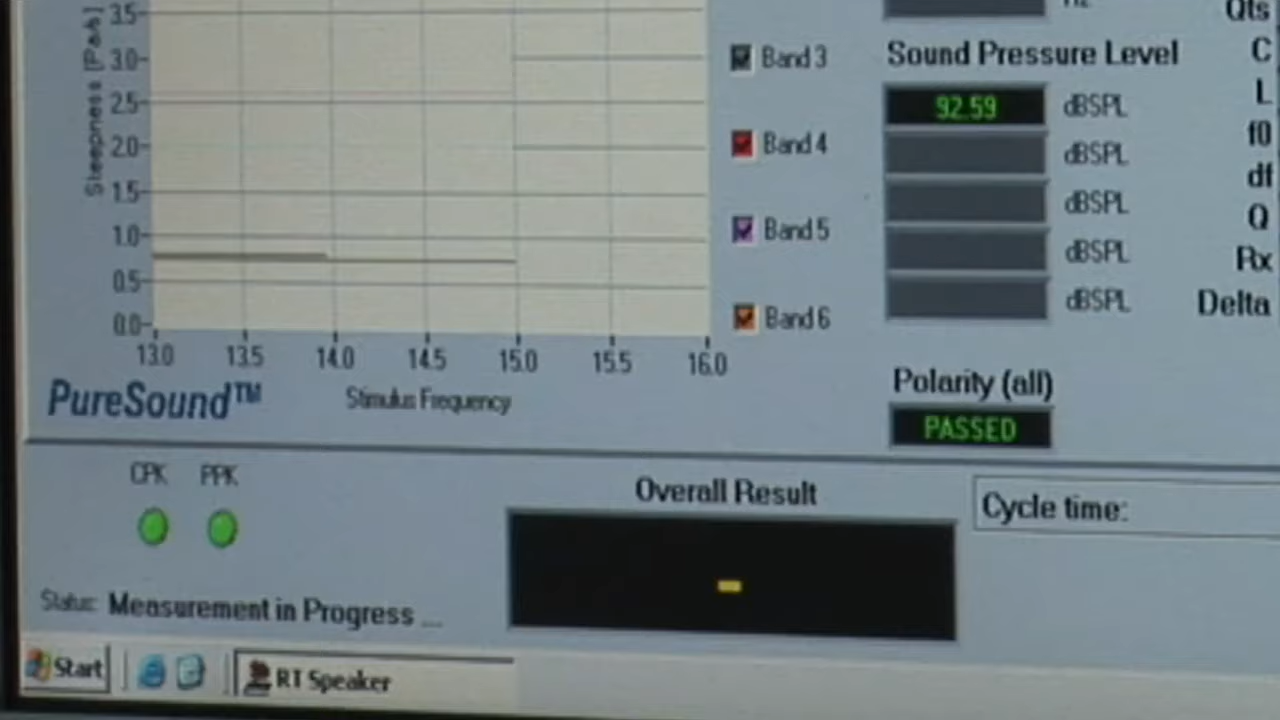 Hz
Qts
3.5
3.0
2.5
2.0
1.5
1.0
0.5
0.0
Steepness [Pa/s]
13.0 13.5 14.0 14.5 15.0 15.5 16.0
Stimulus Frequency
PureSound™
Band 3
Band 4
Band 5
Band 6
Sound Pressure Level
92.59 dBSPL
dBSPL
dBSPL
dBSPL
dBSPL
C
L
f0
df
Q
Rx
Delta
Polarity (all)
PASSED
CPK PPK
Overall Result
-
Cycle time:
Status: Measurement in Progress ...
Start
RT Speaker